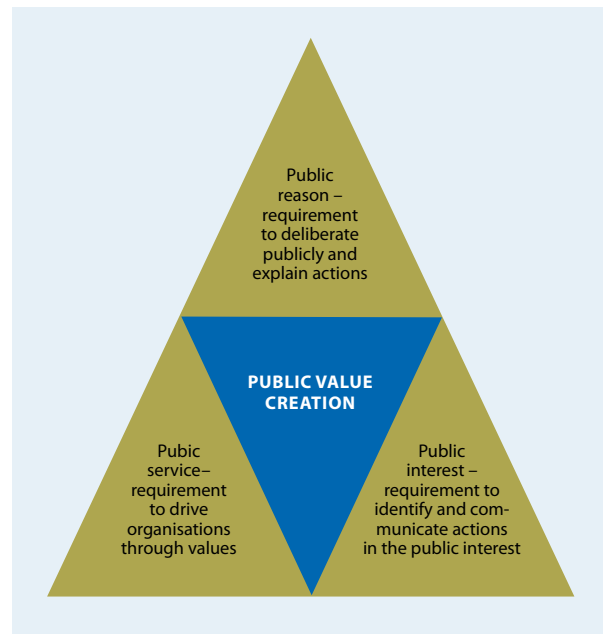 Public
reason –
requirement
to deliberate
publicly and
explain actions
PUBLIC VALUE
CREATION
Pubic
service–
requirement
to drive
organisations
through values
Public
interest –
requirement to
identify and com-
municate actions
in the public interest